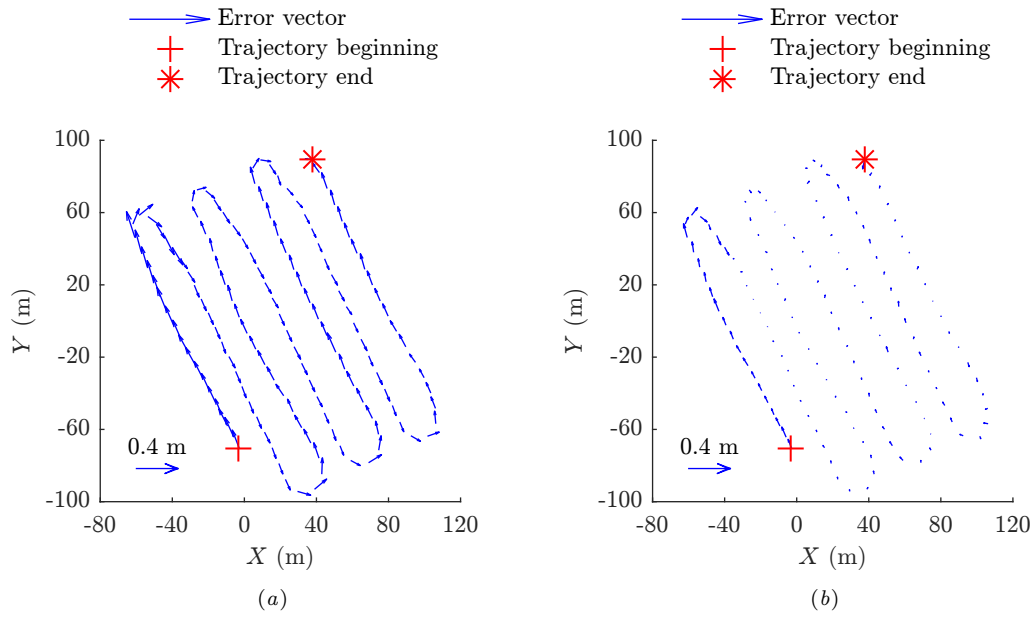 Error vector
Trajectory beginning
Trajectory end
100
60
20
-20
-60
-100
Y (m)
0.4 m
-80 -40 0 40 80 120
X (m)
(a)
Error vector
Trajectory beginning
Trajectory end
100
60
20
-20
-60
-100
Y (m)
0.4 m
-80 -40 0 40 80 120
X (m)
(b)